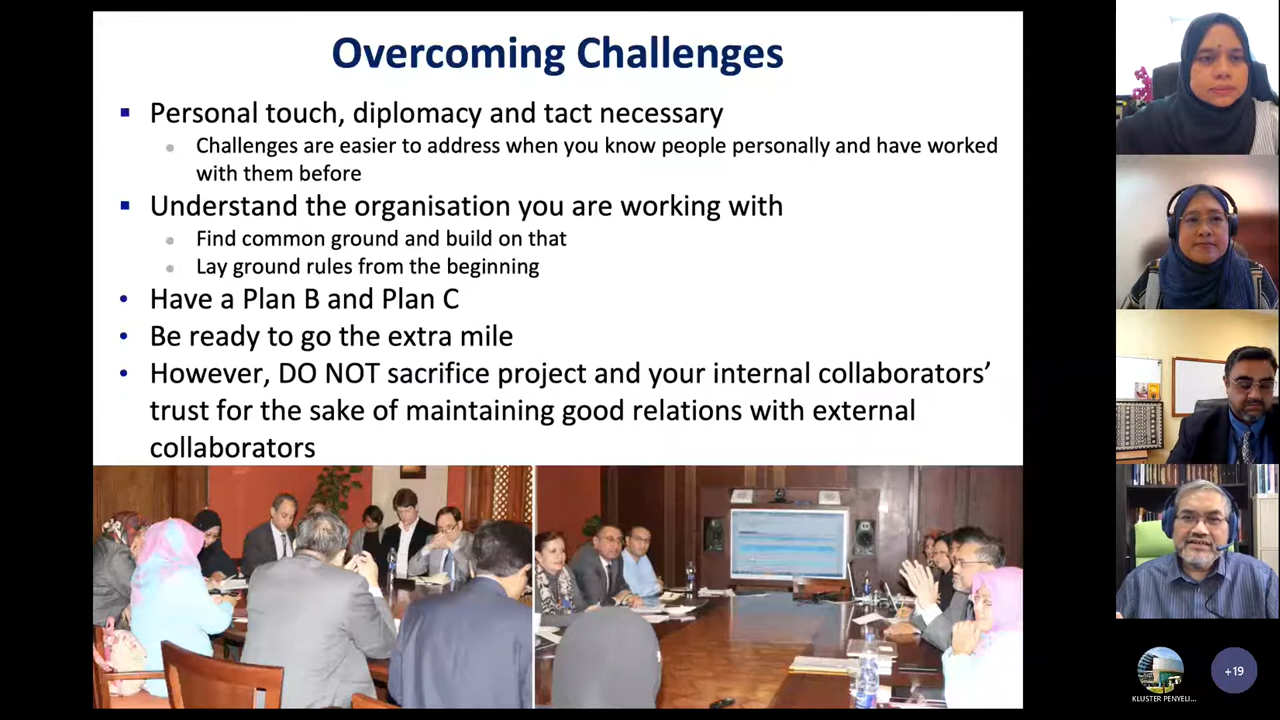 Overcoming Challenges
Personal touch, diplomacy and tact necessary
Challenges are easier to address when you know people personally and have worked
with them before
Understand the organisation you are working with
Find common ground and build on that
Lay ground rules from the beginning
Have a Plan B and Plan C
Be ready to go the extra mile
However, DO NOT sacrifice project and your internal collaborators’
trust for the sake of maintaining good relations with external
collaborators
KLUSTER PENYELI...
+19